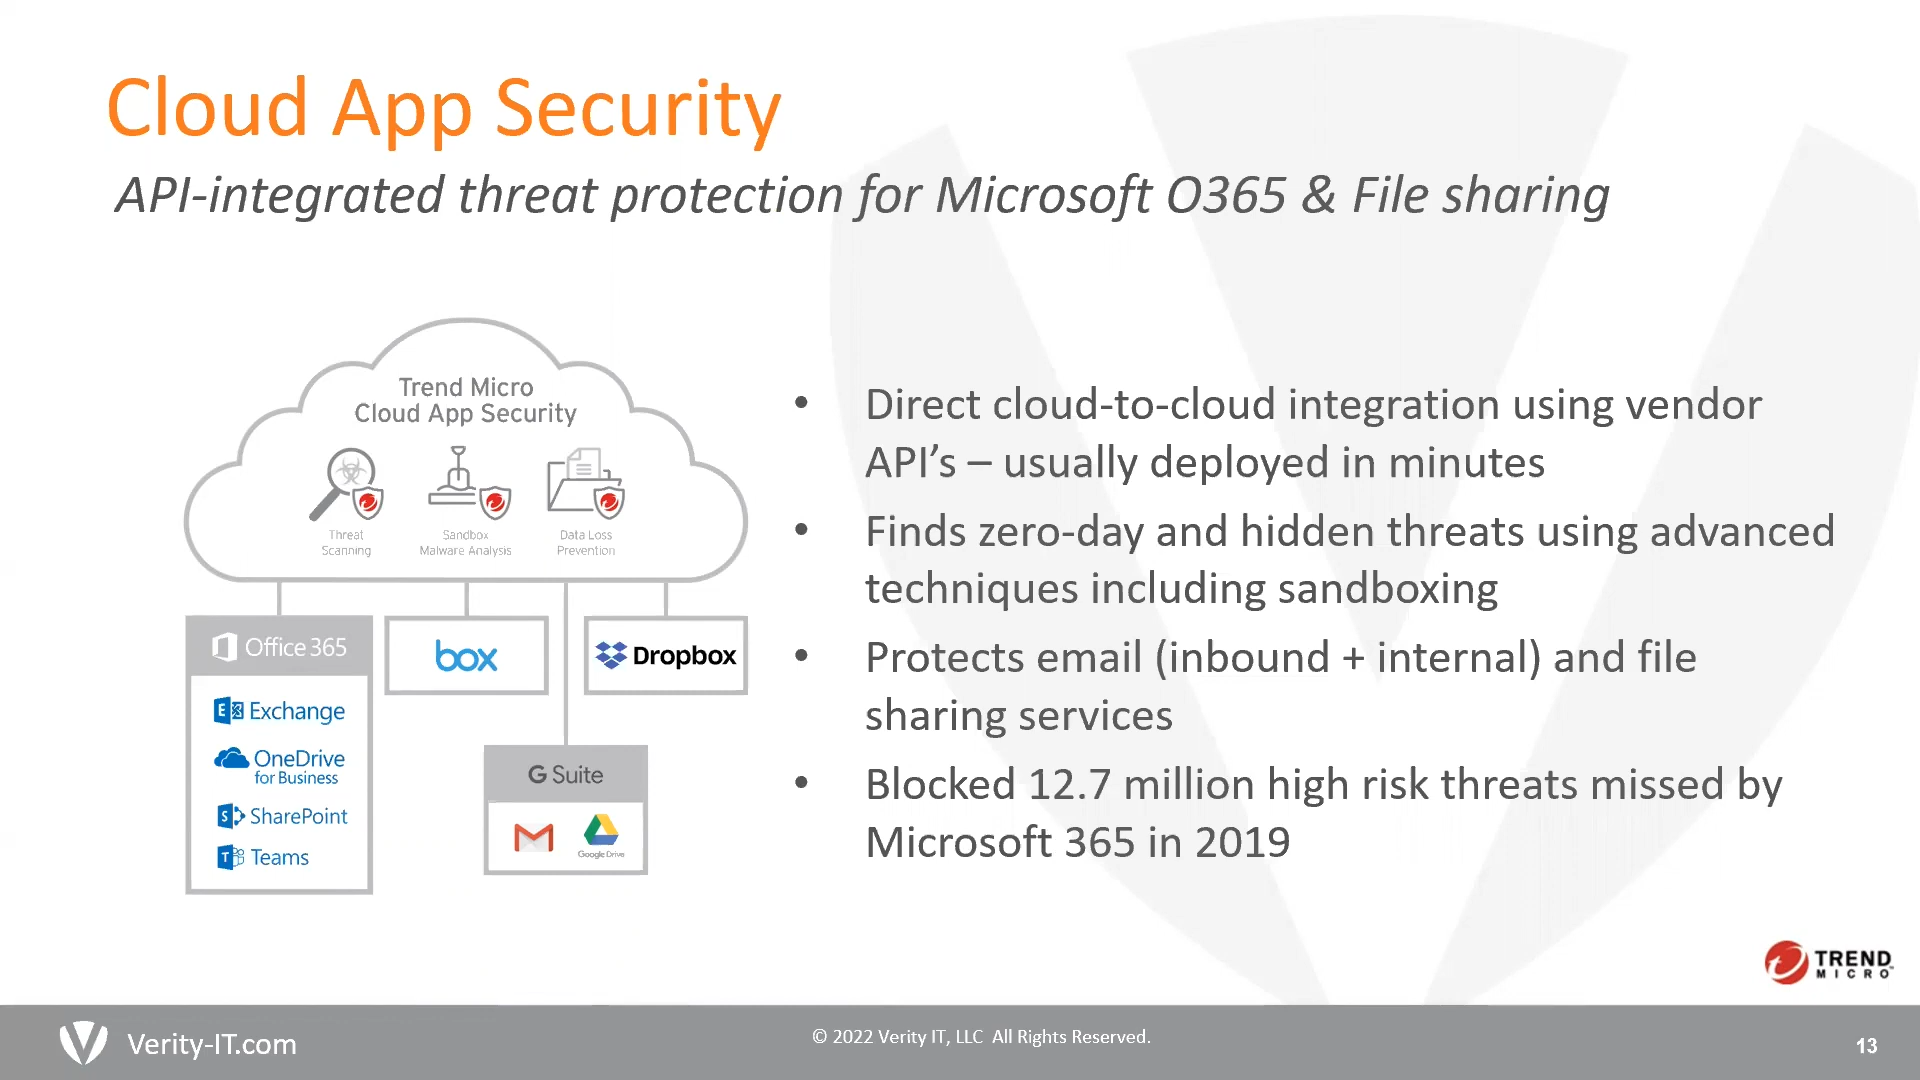 Cloud App Security
API-integrated threat protection for Microsoft O365 & File sharing
Trend Micro
Cloud App Security
Threat
Scanning
Sandbox
Malware Analysis
Data Loss
Prevention
Office 365
Exchange
OneDrive
for Business
SharePoint
Teams
box
Dropbox
G Suite
Google Drive
• Direct cloud-to-cloud integration using vendor
API’s – usually deployed in minutes
• Finds zero-day and hidden threats using advanced
techniques including sandboxing
• Protects email (inbound + internal) and file
sharing services
• Blocked 12.7 million high risk threats missed by
Microsoft 365 in 2019
TREND
MICRO
Verity-IT.com
© 2022 Verity IT, LLC All Rights Reserved.
13